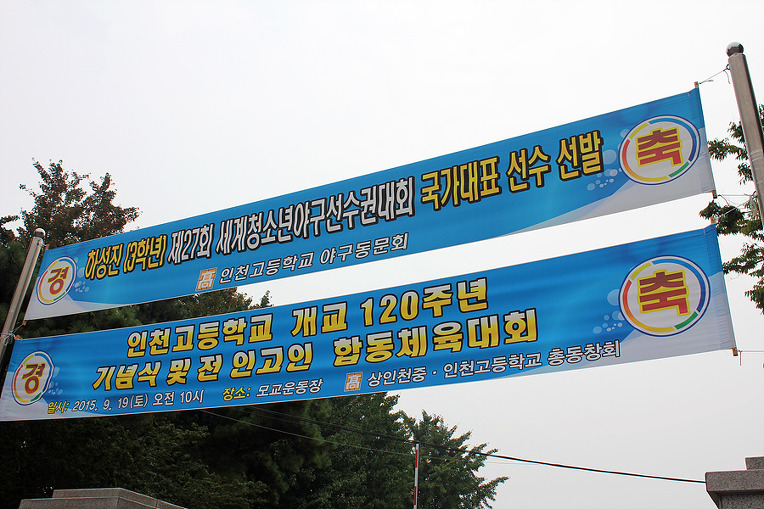 경 하성진 (3학년) 제27회 세계청소년야구선수권대회 국가대표 선수 선발 축
高 인천고등학교 야구동문회
경 인천고등학교 개교 120주년 축
기념식 및 전 인고인 합동체육대회
일시: 2015. 9. 19(토) 오전 10시 장소: 모교운동장 高 상인천중·인천고등학교 총동창회